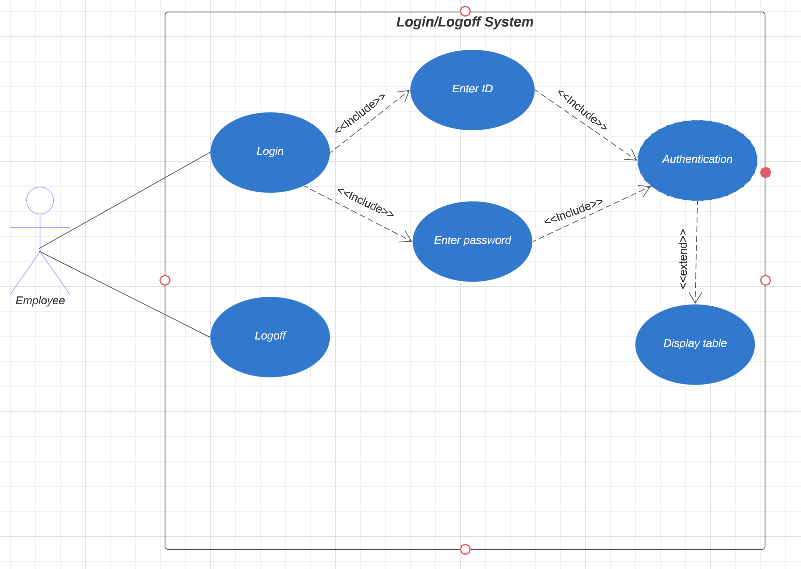 Login/Logoff System
Enter ID
<<Include>>
<<Include>>
Login
Authentication
<<Include>>
<<Include>>
Enter password
<<extend>>
Employee
Logoff
Display table